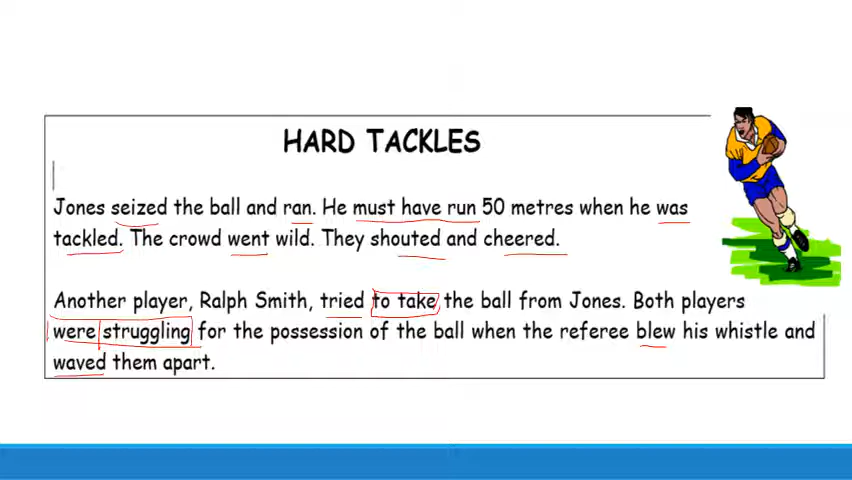 HARD TACKLES
Jones seized the ball and ran. He must have run 50 metres when he was
tackled. The crowd went wild. They shouted and cheered.
Another player, Ralph Smith, tried to take the ball from Jones. Both players
were struggling for the possession of the ball when the referee blew his whistle and
waved them apart.